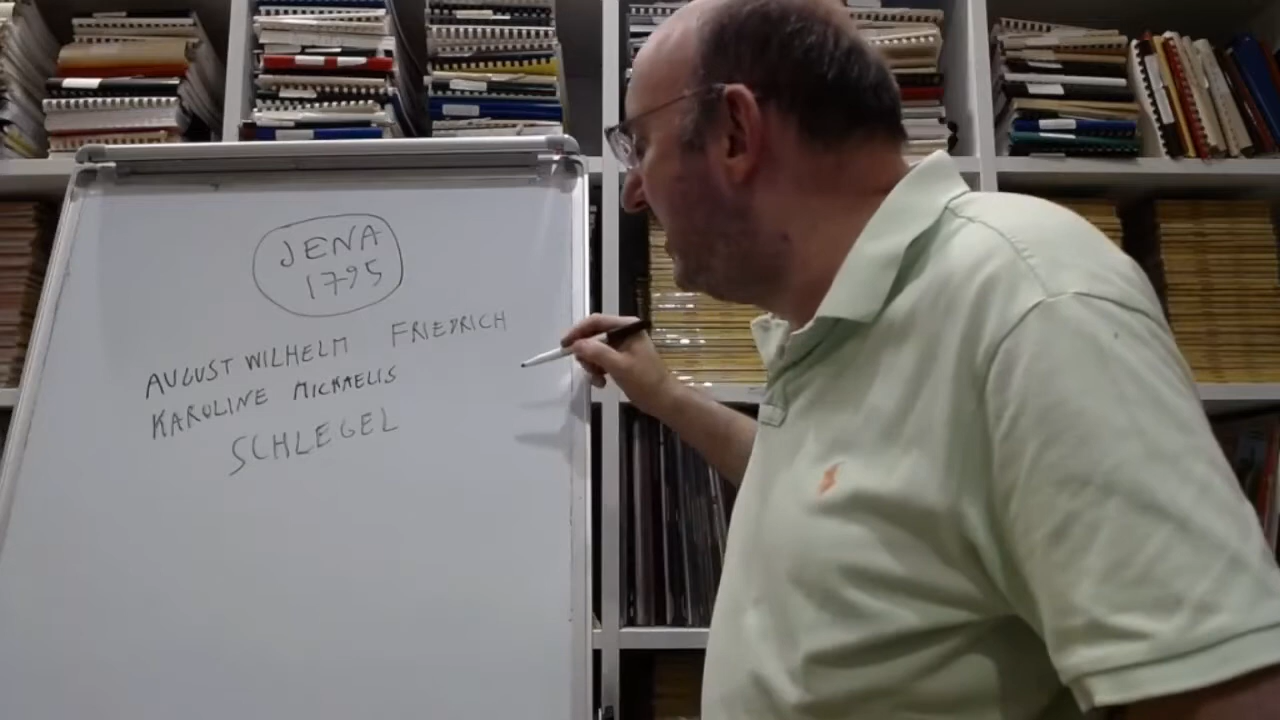 JENA
1795
AUGUST WILHELM FRIEDRICH
KAROLINE MICHAELIS
SCHLEGEL